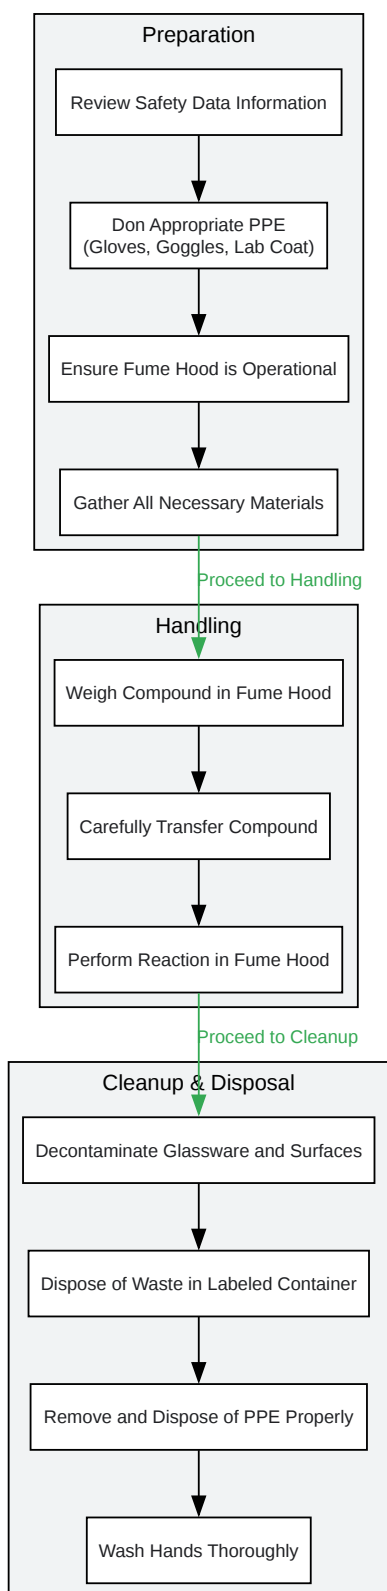 Preparation
Review Safety Data Information
Don Appropriate PPE
(Gloves, Goggles, Lab Coat)
Ensure Fume Hood is Operational
Gather All Necessary Materials
Proceed to Handling
Handling
Weigh Compound in Fume Hood
Carefully Transfer Compound
Perform Reaction in Fume Hood
Proceed to Cleanup
Cleanup & Disposal
Decontaminate Glassware and Surfaces
Dispose of Waste in Labeled Container
Remove and Dispose of PPE Properly
Wash Hands Thoroughly